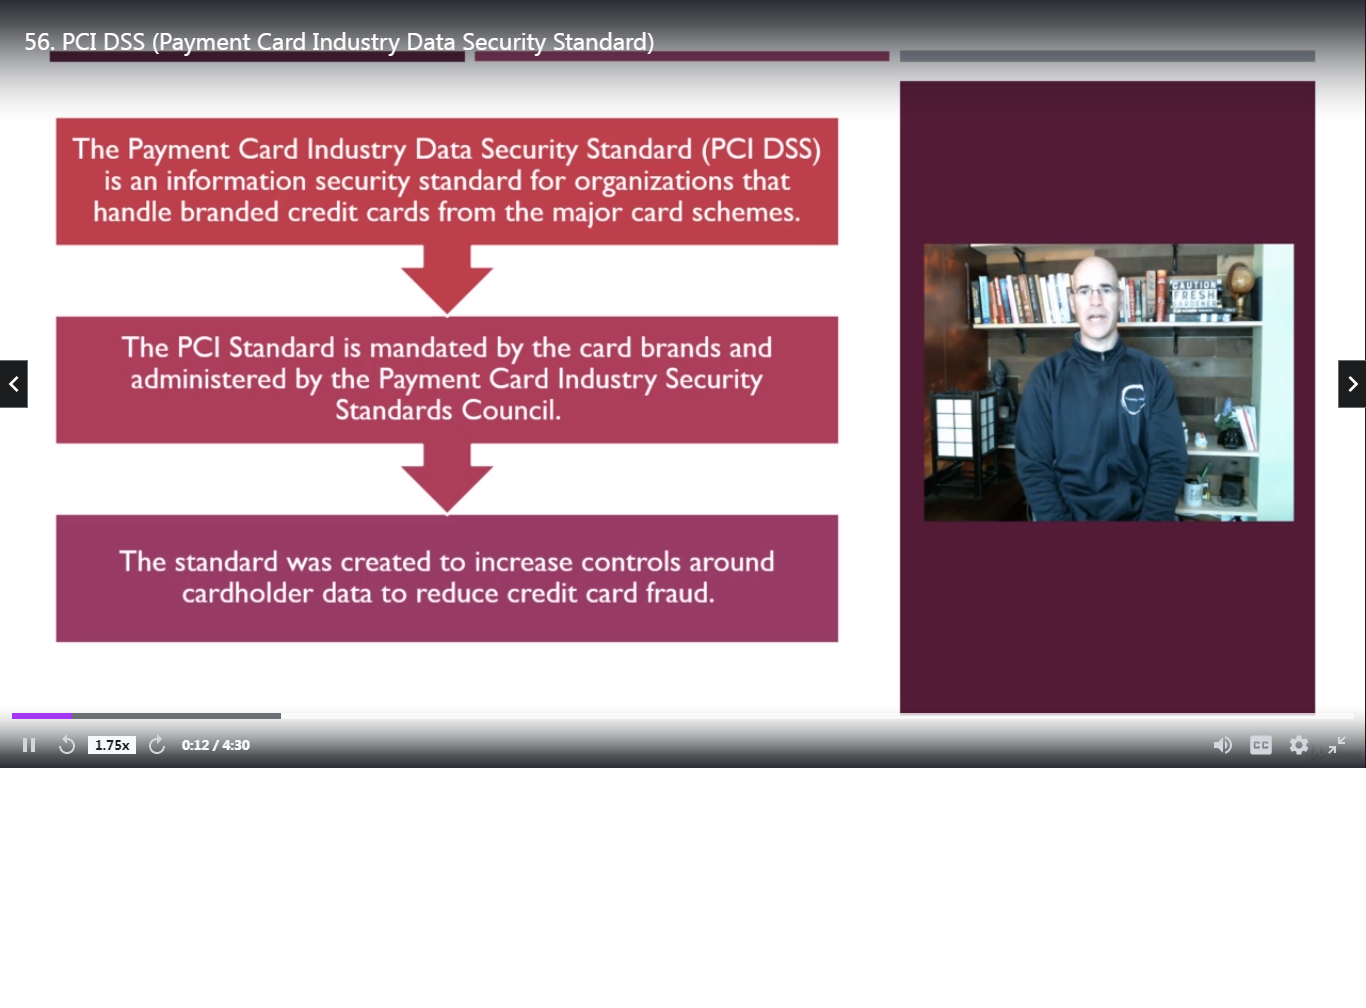 56. PCI DSS (Payment Card Industry Data Security Standard)
The Payment Card Industry Data Security Standard (PCI DSS)
is an information security standard for organizations that
handle branded credit cards from the major card schemes.
The PCI Standard is mandated by the card brands and
administered by the Payment Card Industry Security
Standards Council.
The standard was created to increase controls around
cardholder data to reduce credit card fraud.
CAUTION
FRESH
GARDENER
1.75x
0:12 / 4:30
CC